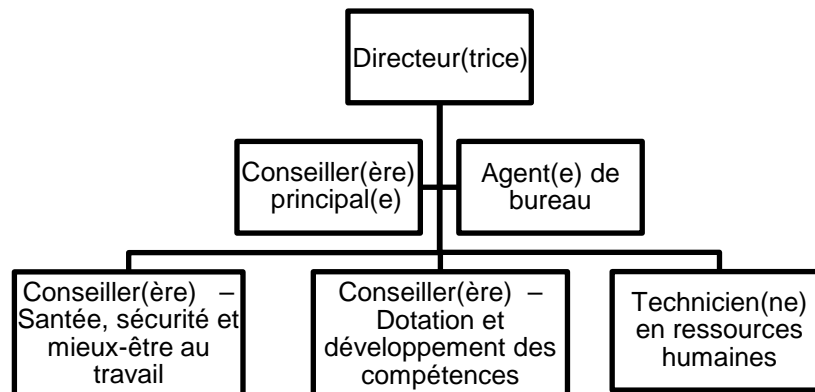 Directeur(trice)
Conseiller(ère)
principal(e)
Agent(e) de
bureau
Conseiller(ère) –
Santée, sécurité et
mieux-être au
travail
Conseiller(ère) –
Dotation et
développement des
compétences
Technicien(ne)
en ressources
humaines